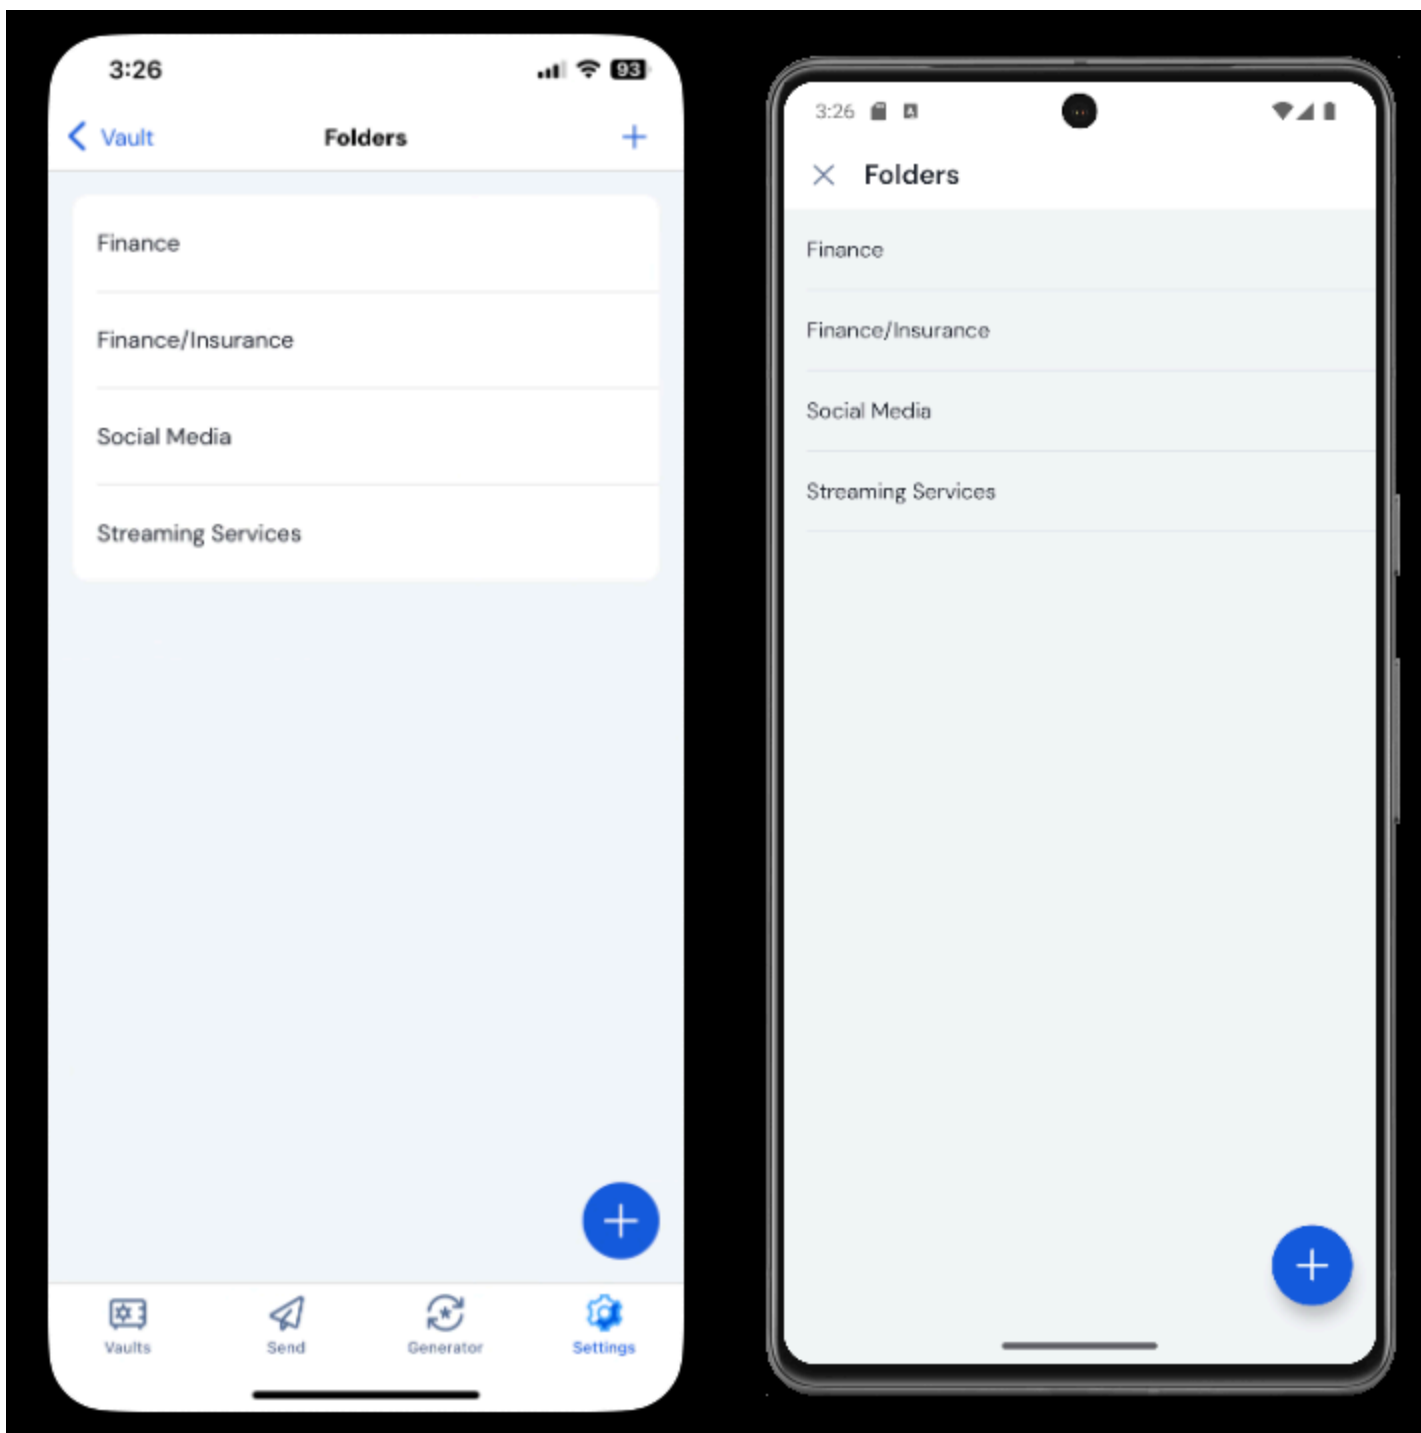 3:26
93
Vault
Folders
Finance
Finance/Insurance
Social Media
Streaming Services
Vaults
Send
Generator
Settings
3:26
Folders
Finance
Finance/Insurance
Social Media
Streaming Services